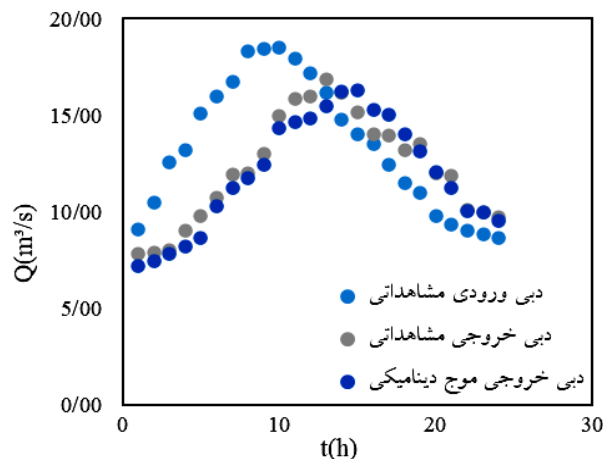 20/00
15/00
10/00
5/00
0/00
Q(m³/s)
0
10
20
30
t(h)
دبی ورودی مشاهداتی
دبی خروجی مشاهداتی
دبی خروجی موج دینامیکی